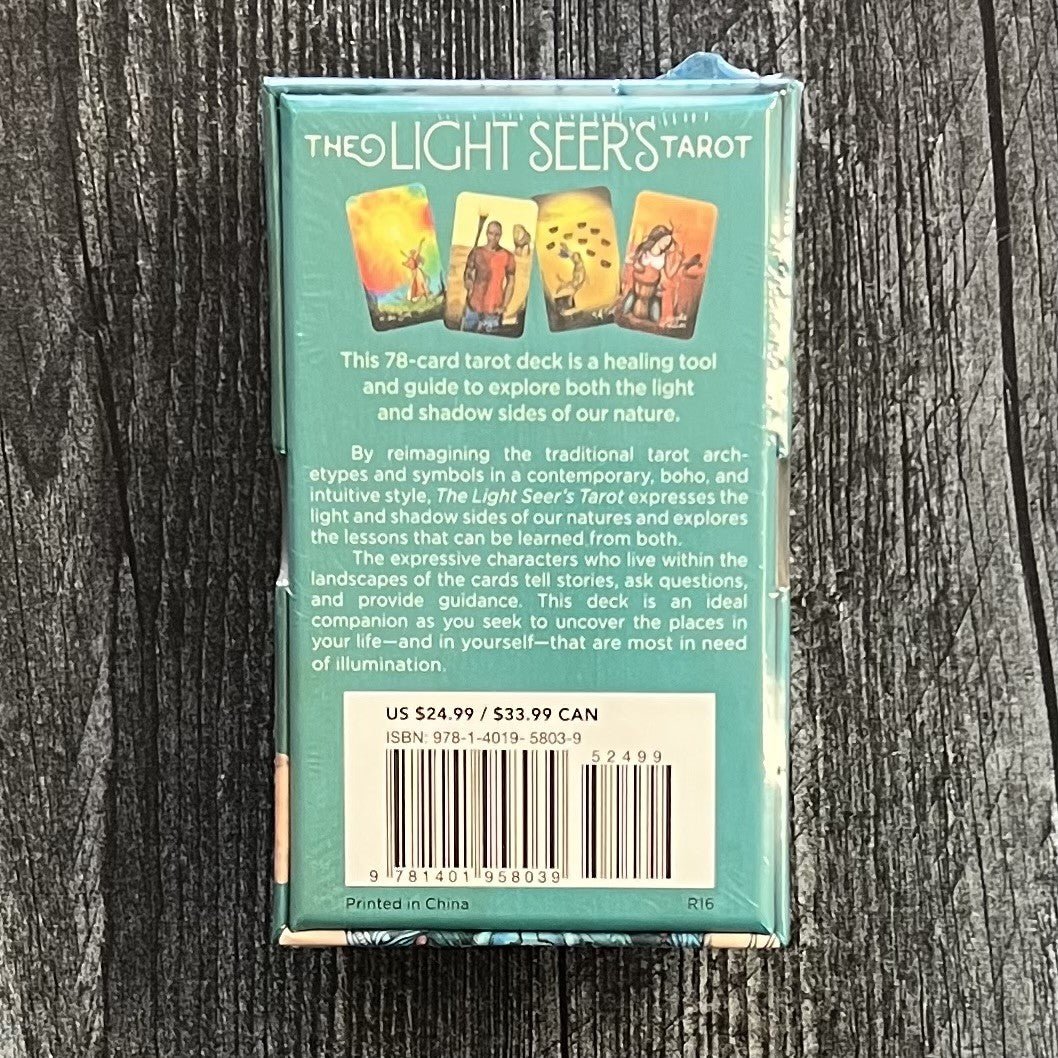 THE LIGHT SEER'S TAROT
This 78-card tarot deck is a healing tool
and guide to explore both the light
and shadow sides of our nature.
By reimagining the traditional tarot arch-
etypes and symbols in a contemporary, boho, and
intuitive style, The Light Seer's Tarot expresses the
light and shadow sides of our natures and explores
the lessons that can be learned from both.
The expressive characters who live within the
landscapes of the cards tell stories, ask questions,
and provide guidance. This deck is an ideal
companion as you seek to uncover the places in
your life—and in yourself—that are most in need
of illumination.
US $24.99 / $33.99 CAN
ISBN: 978-1-4019- 5803-9
52499
9 781401 958039
Printed in China R16